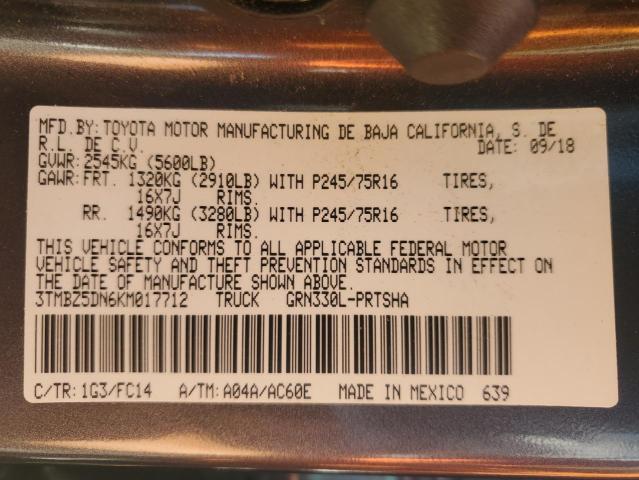 MFD.BY:TOYOTA MOTOR MANUFACTURING DE BAJA CALIFORNIA, S. DE
R.L. DE C.V. DATE: 09/18
GVWR:2545KG (5600LB)
GAWR:FRT. 1320KG (2910LB) WITH P245/75R16 TIRES,
16X7J RIMS.
RR. 1490KG (3280LB) WITH P245/75R16 TIRES,
16X7J RIMS.
THIS VEHICLE CONFORMS TO ALL APPLICABLE FEDERAL MOTOR
VEHICLE SAFETY AND THEFT PREVENTION STANDARDS IN EFFECT ON
THE DATE OF MANUFACTURE SHOWN ABOVE.
3TMBZ5DN6KM017712 TRUCK GRN330L-PRTSHA
C/TR:1G3/FC14 A/TM:A04A/AC60E MADE IN MEXICO 639